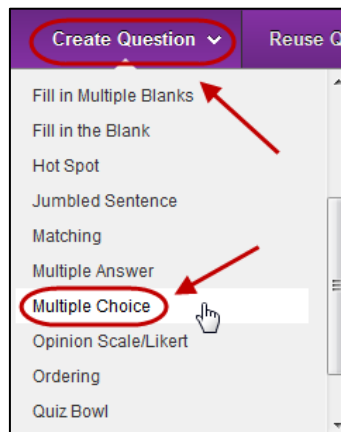 Create Question Reuse Q
Fill in Multiple Blanks
Fill in the Blank
Hot Spot
Jumbled Sentence
Matching
Multiple Answer
Multiple Choice
Opinion Scale/Likert
Ordering
Quiz Bowl